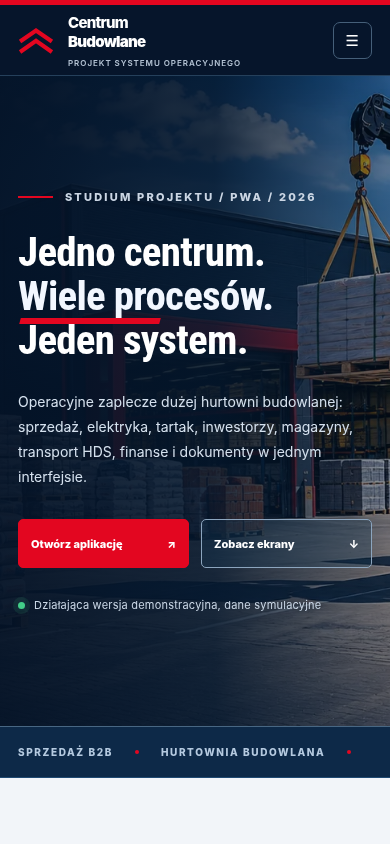 Centrum
Budowlane
PROJEKT SYSTEMU OPERACYJNEGO
STUDIUM PROJEKTU / PWA / 2026
Jedno centrum.
Wiele procesów.
Jeden system.
Operacyjne zaplecze dużej hurtowni budowlanej:
sprzedaż, elektryka, tartak, inwestorzy, magazyny,
transport HDS, finanse i dokumenty w jednym
interfejsie.
Otwórz aplikację ↗
Zobacz ekrany ↓
Działająca wersja demonstracyjna, dane symulacyjne
SPRZEDAŻ B2B • HURTOWNIA BUDOWLANA •